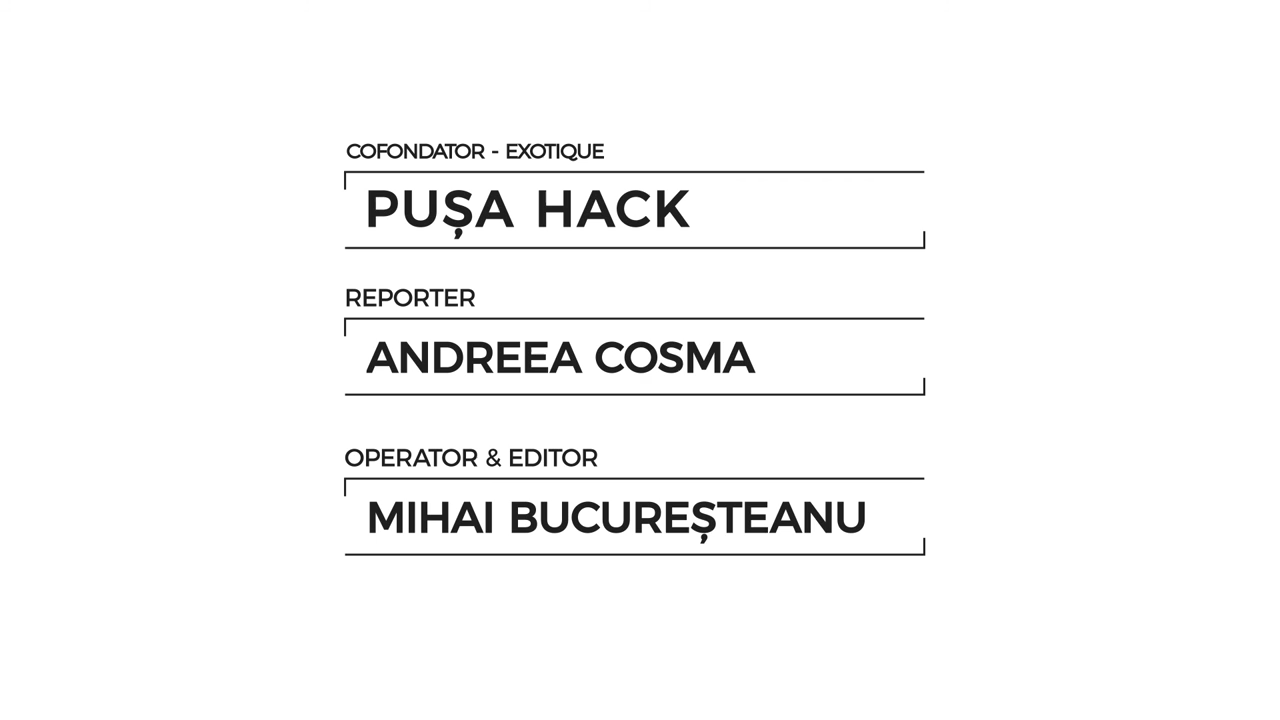 COFONDATOR - EXOTIQUE
PUȘA HACK
REPORTER
ANDREEA COSMA
OPERATOR & EDITOR
MIHAI BUCUREȘTEANU